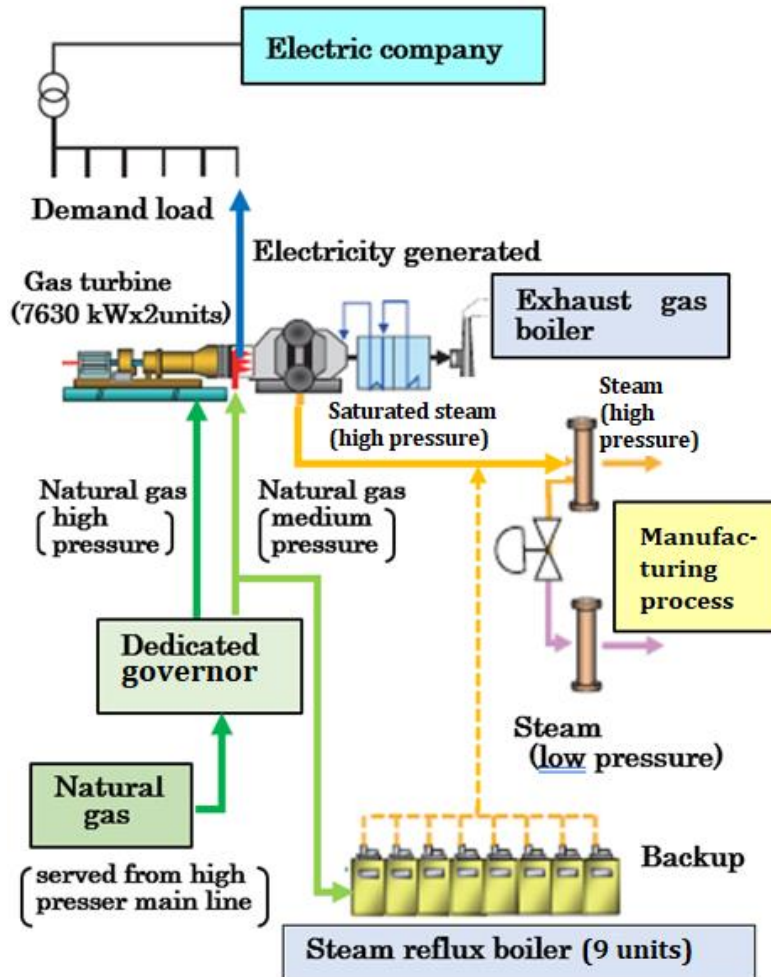 Electric company
Demand load
Electricity generated
Gas turbine
(7630 kWx2units)
Exhaust gas
boiler
Saturated steam
(high pressure)
Steam
(high
pressure)
Natural gas
(high
pressure)
Natural gas
(medium
pressure)
Manufac-
turing
process
Dedicated
governor
Steam
(low pressure)
Natural
gas
(served from high
presser main line)
Backup
Steam reflux boiler (9 units)